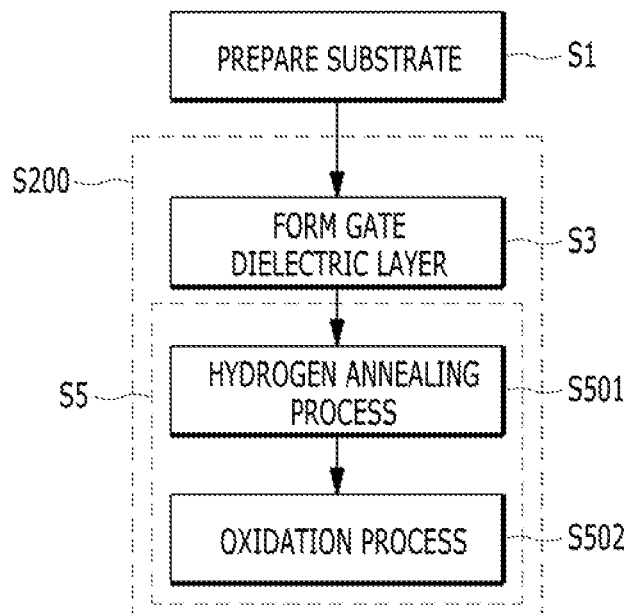 PREPARE SUBSTRATE
S1
S200
FORM GATE
DIELECTRIC LAYER
S3
S5
HYDROGEN ANNEALING
PROCESS
S501
OXIDATION PROCESS
S502